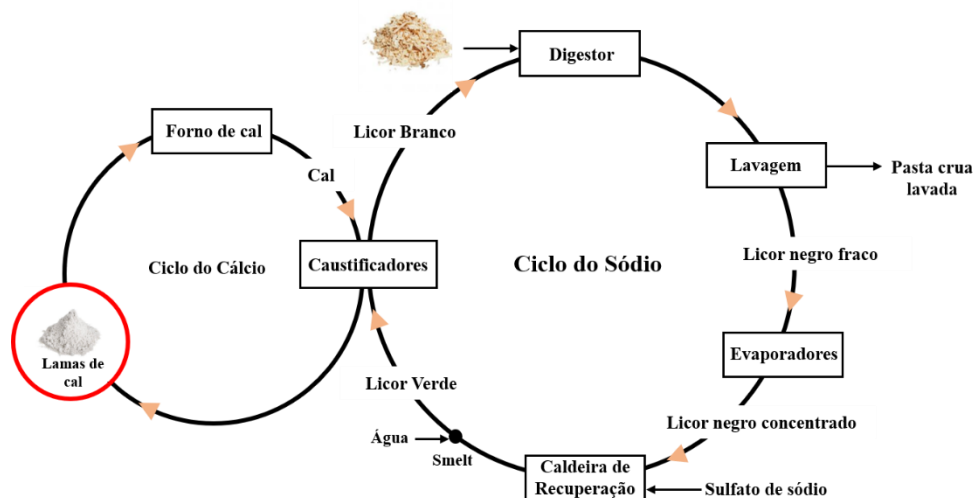 Digestor
Forno de cal
Licor Branco
Cal
Lavagem
Pasta crua
lavada
Ciclo do Cálcio
Caustificadores
Ciclo do Sódio
Licor negro fraco
Lamas de
cal
Evaporadores
Licor Verde
Licor negro concentrado
Água
Smelt
Caldeira de
Recuperação
Sulfato de sódio